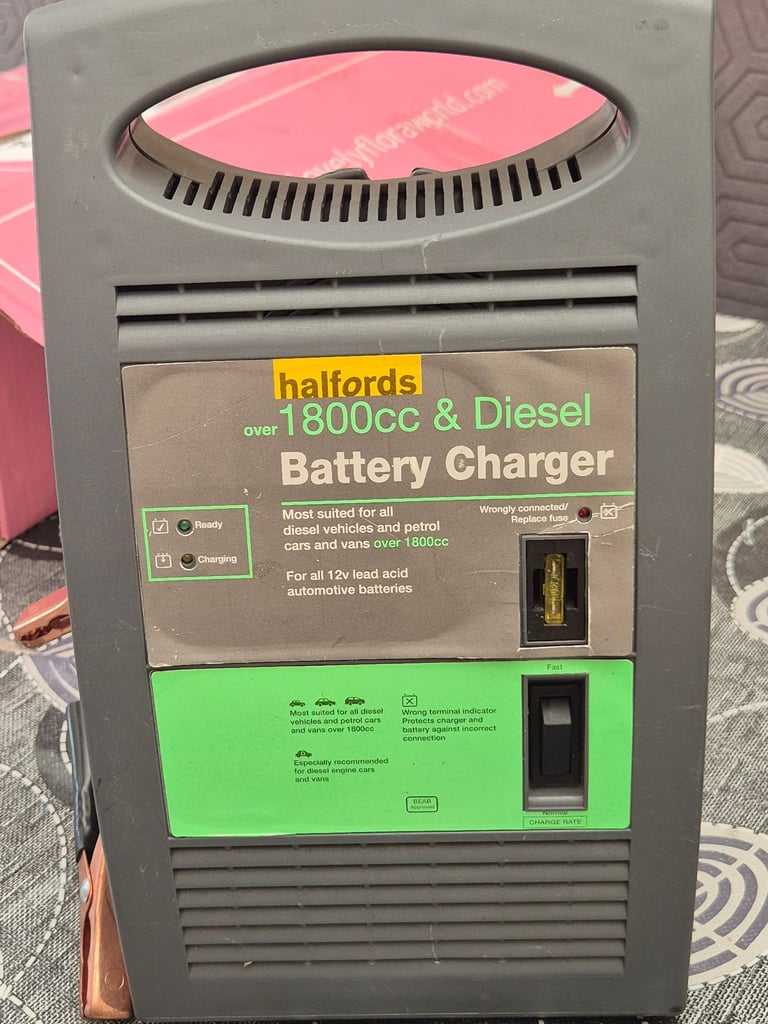 lovelyfloraworld.com
halfords
over 1800cc & Diesel
Battery Charger
Most suited for all
diesel vehicles and petrol
cars and vans over 1800cc
For all 12v lead acid
automotive batteries
Wrongly connected/
Replace fuse
Ready
Charging
Fast
Most suited for all diesel
vehicles and petrol cars
and vans over 1800cc
Wrong terminal indicator
Protects charger and
battery against incorrect
connection
Especially recommended
for diesel engine cars
and vans
BEAB
Approved
Normal
CHARGE RATE